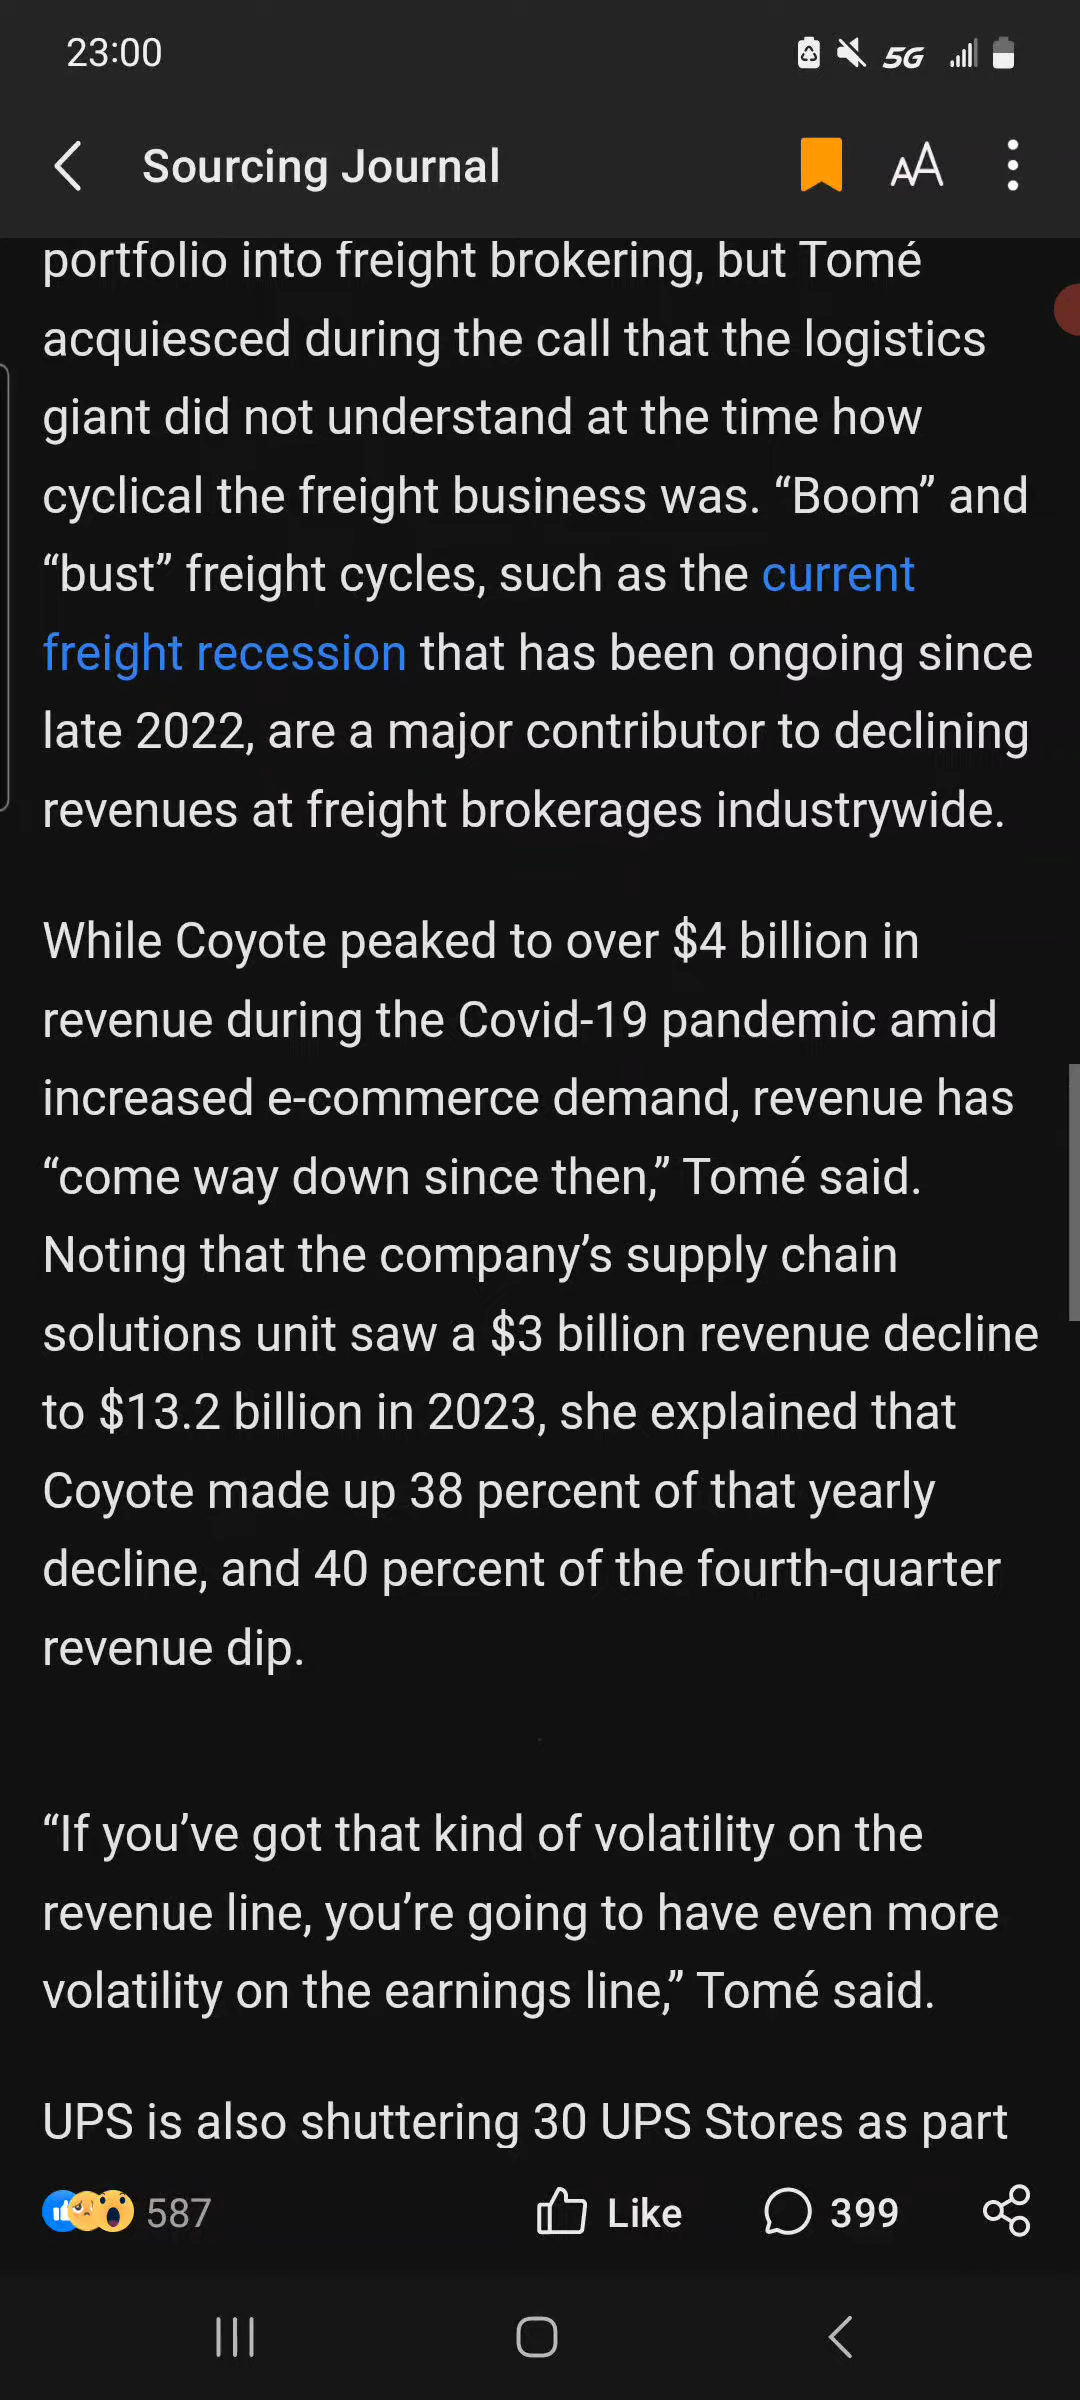 23:00
5G
Sourcing Journal
portfolio into freight brokering, but Tomé
acquiesced during the call that the logistics
giant did not understand at the time how
cyclical the freight business was. “Boom” and
“bust” freight cycles, such as the current
freight recession that has been ongoing since
late 2022, are a major contributor to declining
revenues at freight brokerages industrywide.
While Coyote peaked to over $4 billion in
revenue during the Covid-19 pandemic amid
increased e-commerce demand, revenue has
“come way down since then,” Tomé said.
Noting that the company’s supply chain
solutions unit saw a $3 billion revenue decline
to $13.2 billion in 2023, she explained that
Coyote made up 38 percent of that yearly
decline, and 40 percent of the fourth-quarter
revenue dip.
“If you’ve got that kind of volatility on the
revenue line, you’re going to have even more
volatility on the earnings line,” Tomé said.
UPS is also shuttering 30 UPS Stores as part
587 Like 399